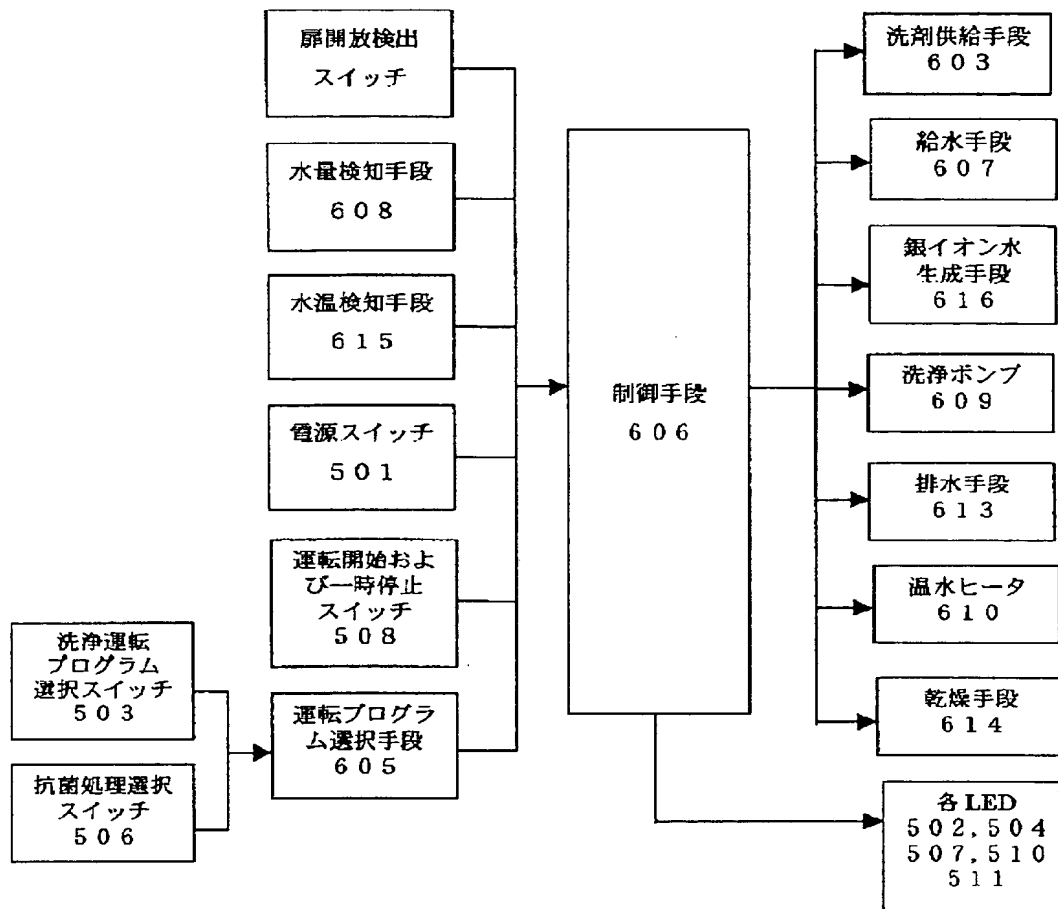 扉開放検出
スイッチ
水量検知手段
608
水温検知手段
615
電源スイッチ
501
運転開始およ
び一時停止
スイッチ
508
洗浄運転
プログラム
選択スイッチ
503
抗菌処理選択
スイッチ
506
運転プログラ
ム選択手段
605
制御手段
606
洗剤供給手段
603
給水手段
607
銀イオン水
生成手段
616
洗浄ポンプ
609
排水手段
613
温水ヒータ
610
乾燥手段
614
各LED
502,504
507,510
511